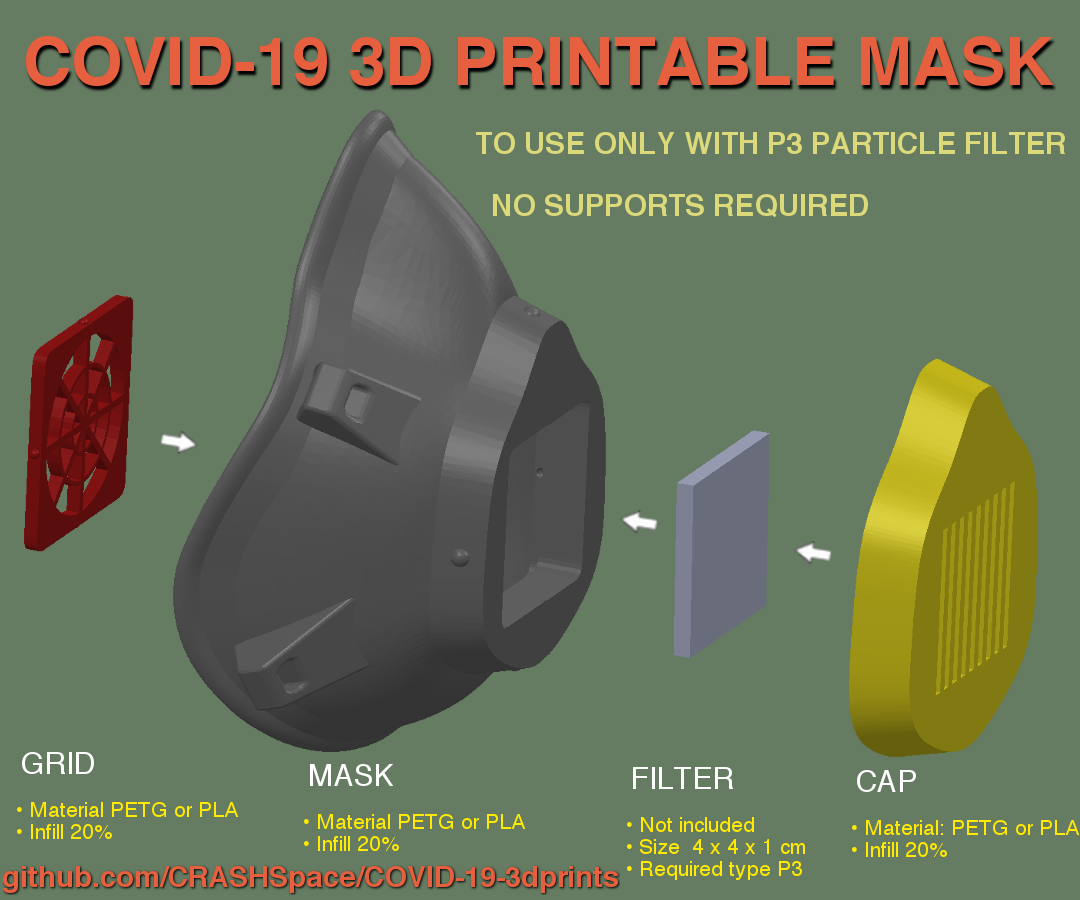 COVID-19 3D PRINTABLE MASK
TO USE ONLY WITH P3 PARTICLE FILTER
NO SUPPORTS REQUIRED
GRID
• Material PETG or PLA
• Infill 20%
MASK
• Material PETG or PLA
• Infill 20%
FILTER
• Not included
• Size 4 x 4 x 1 cm
• Required type P3
CAP
• Material: PETG or PLA
• Infill 20%
github.com/CRASHSpace/COVID-19-3dprints